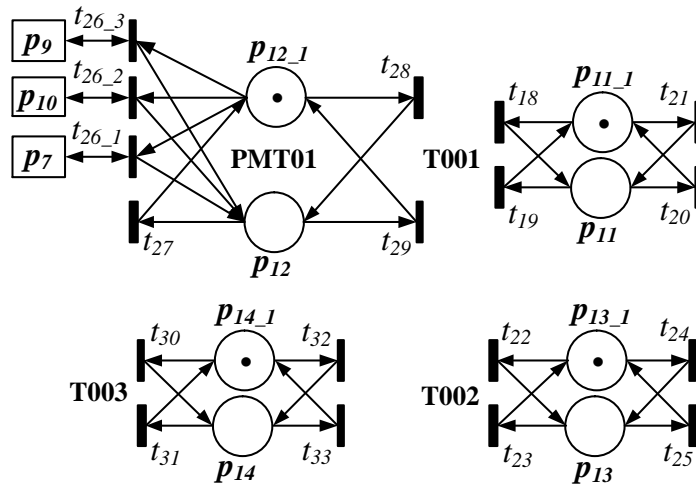 t26_3
p9
p12_1
t28
t26_2
p10
p11_1
t18
t21
t26_1
p7
PMT01
T001
t27
t29
t19
t20
p12
p11
p14_1
p13_1
t30
t32
t22
t24
T003
T002
t31
t33
t23
t25
p14
p13